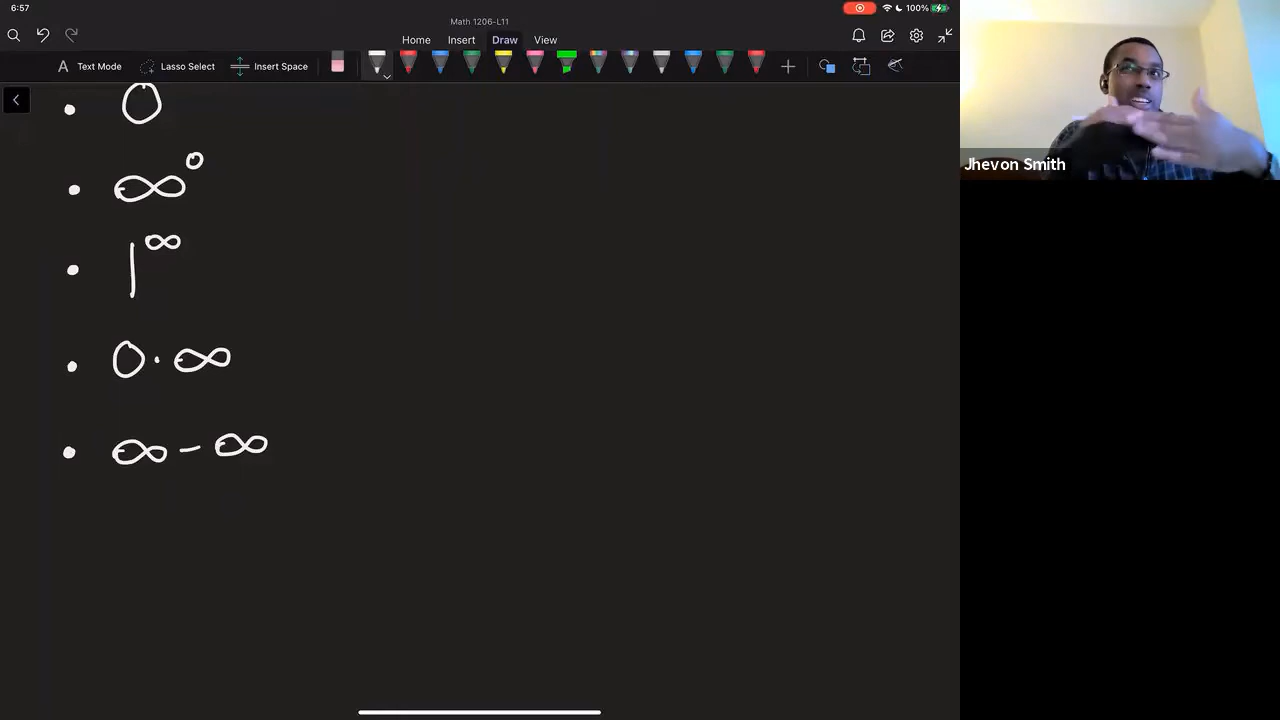 6:57
100%
Math 1206-L11
Home Insert Draw View
Text Mode Lasso Select Insert Space
• 0
• ∞⁰
• 1^∞
• 0 · ∞
• ∞ - ∞
Jhevon Smith